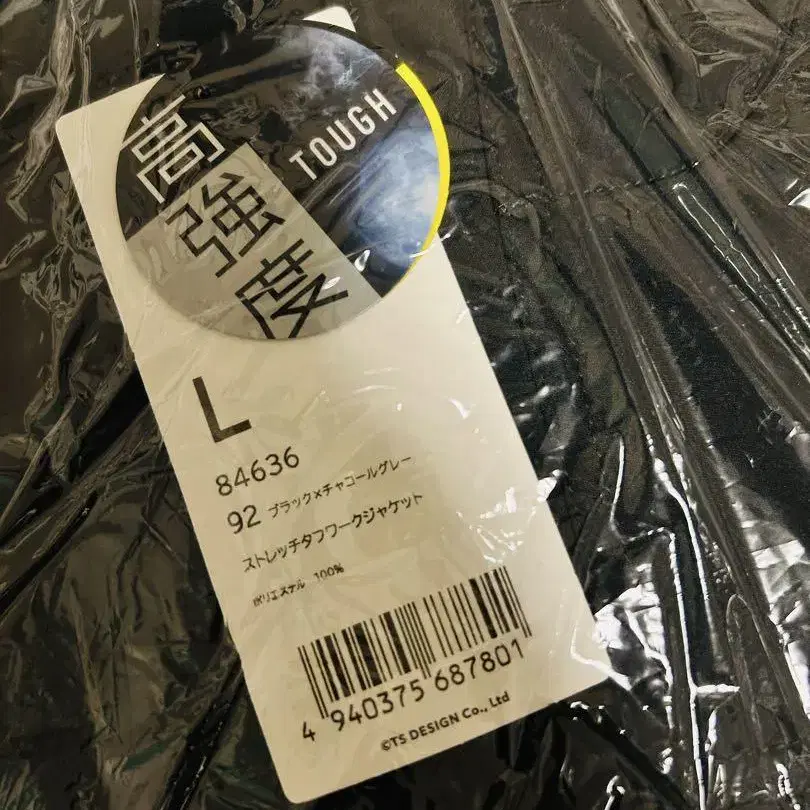 TOUGH
高強度
L
84636
92 ブラック×チャコールグレー
ストレッチタフワークジャケット
ポリエステル 100%
4 940375 687801
©TS DESIGN Co., Ltd